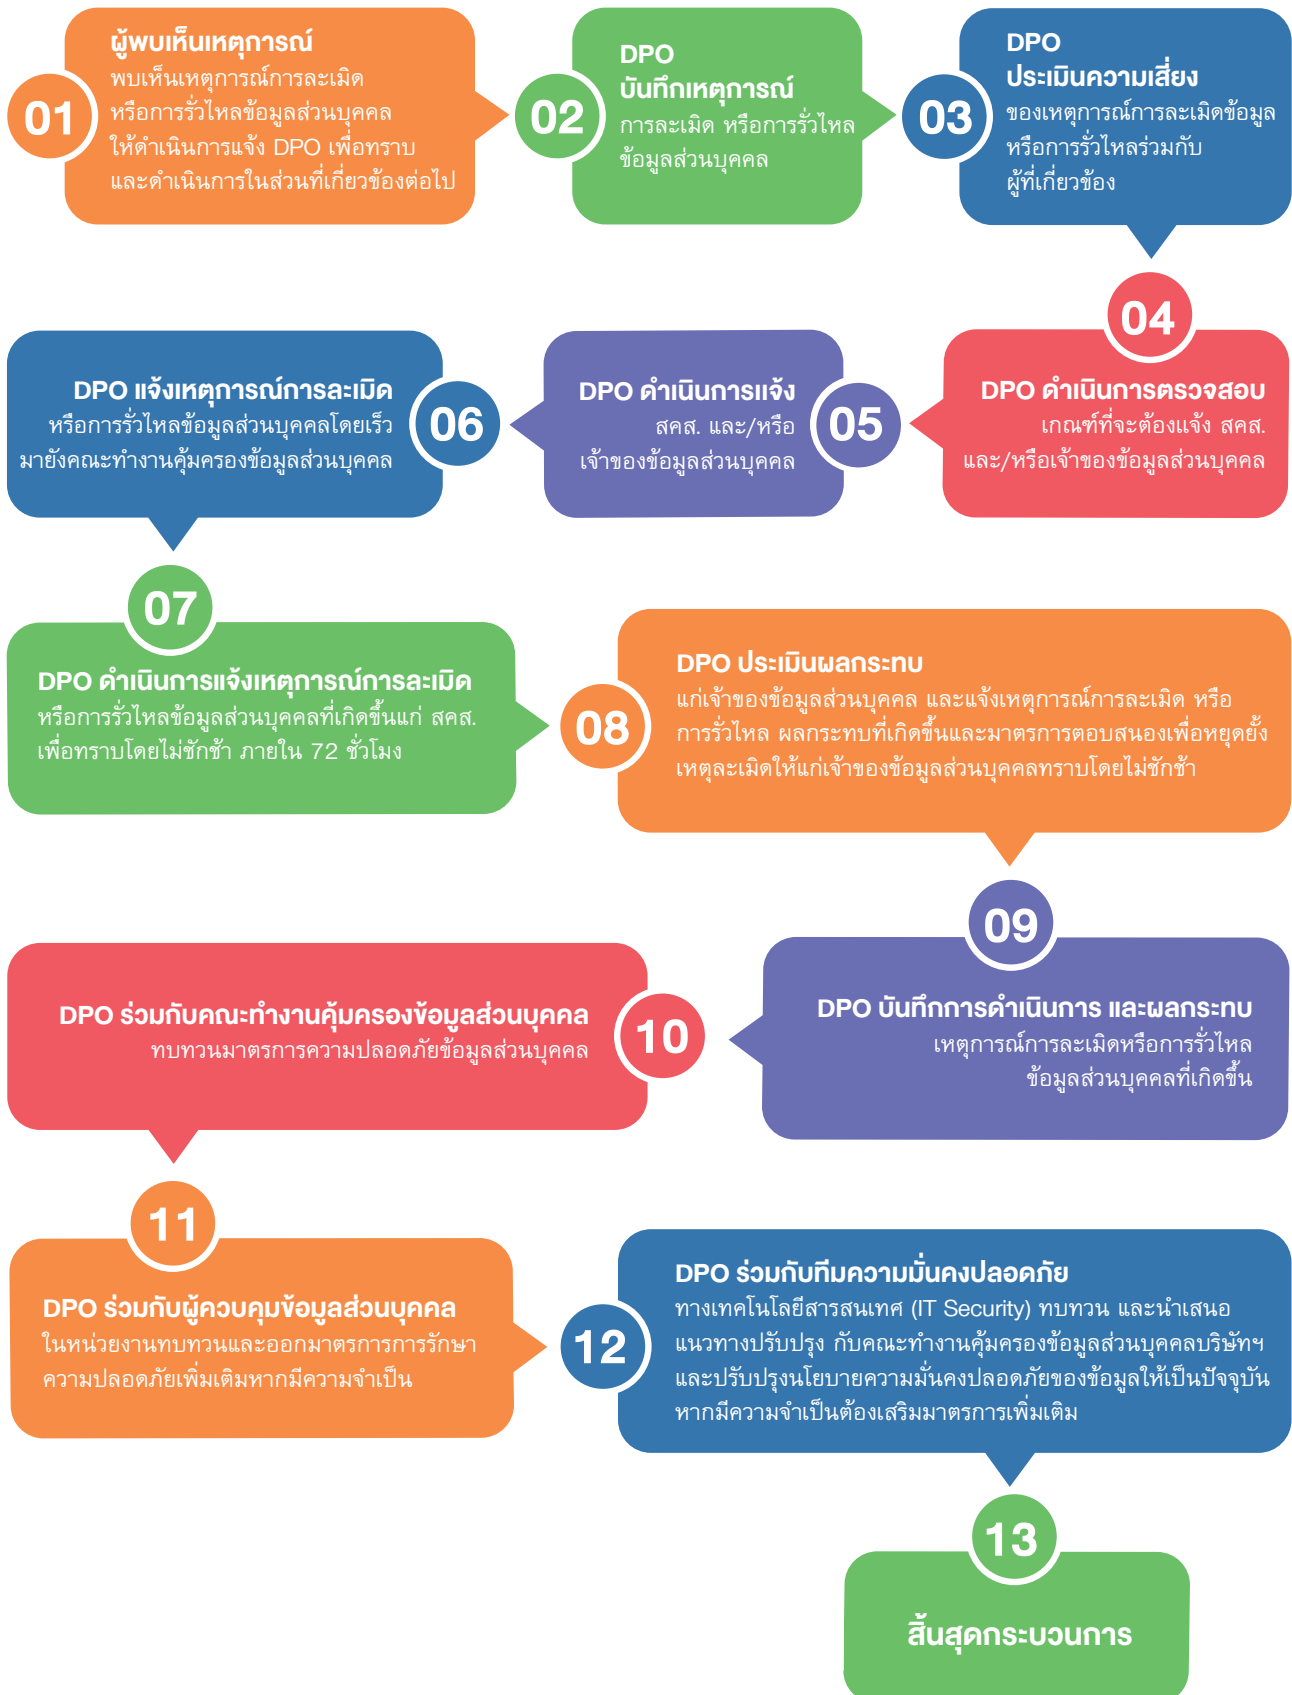 01
ผู้พบเห็นเหตุการณ์
พบเห็นเหตุการณ์การละเมิด
หรือการรั่วไหลข้อมูลส่วนบุคคล
ให้ดำเนินการแจ้ง DPO เพื่อทราบ
และดำเนินการในส่วนที่เกี่ยวข้องต่อไป
02
DPO
บันทึกเหตุการณ์
การละเมิด หรือการรั่วไหล
ข้อมูลส่วนบุคคล
03
DPO
ประเมินความเสี่ยง
ของเหตุการณ์การละเมิดข้อมูล
หรือการรั่วไหลร่วมกับ
ผู้ที่เกี่ยวข้อง
04
DPO ดำเนินการตรวจสอบ
เกณฑ์ที่จะต้องแจ้ง สคส.
และ/หรือเจ้าของข้อมูลส่วนบุคคล
05
DPO ดำเนินการแจ้ง
สคส. และ/หรือ
เจ้าของข้อมูลส่วนบุคคล
06
DPO แจ้งเหตุการณ์การละเมิด
หรือการรั่วไหลข้อมูลส่วนบุคคลโดยเร็ว
มายังคณะทำงานคุ้มครองข้อมูลส่วนบุคคล
07
DPO ดำเนินการแจ้งเหตุการณ์การละเมิด
หรือการรั่วไหลข้อมูลส่วนบุคคลที่เกิดขึ้นแก่ สคส.
เพื่อทราบโดยไม่ชักช้า ภายใน 72 ชั่วโมง
08
DPO ประเมินผลกระทบ
แก่เจ้าของข้อมูลส่วนบุคคล และแจ้งเหตุการณ์การละเมิด หรือ
การรั่วไหล ผลกระทบที่เกิดขึ้นและมาตรการตอบสนองเพื่อหยุดยั้ง
เหตุละเมิดให้แก่เจ้าของข้อมูลส่วนบุคคลทราบโดยไม่ชักช้า
09
DPO บันทึกการดำเนินการ และผลกระทบ
เหตุการณ์การละเมิดหรือการรั่วไหล
ข้อมูลส่วนบุคคลที่เกิดขึ้น
10
DPO ร่วมกับคณะทำงานคุ้มครองข้อมูลส่วนบุคคล
ทบทวนมาตรการความปลอดภัยข้อมูลส่วนบุคคล
11
DPO ร่วมกับผู้ควบคุมข้อมูลส่วนบุคคล
ในหน่วยงานทบทวนและออกมาตรการการรักษา
ความปลอดภัยเพิ่มเติมหากมีความจำเป็น
12
DPO ร่วมกับทีมความมั่นคงปลอดภัย
ทางเทคโนโลยีสารสนเทศ (IT Security) ทบทวน และนำเสนอ
แนวทางปรับปรุง กับคณะทำงานคุ้มครองข้อมูลส่วนบุคคลบริษัทฯ
และปรับปรุงนโยบายความมั่นคงปลอดภัยของข้อมูลให้เป็นปัจจุบัน
หากมีความจำเป็นต้องเสริมมาตรการเพิ่มเติม
13
สิ้นสุดกระบวนการ